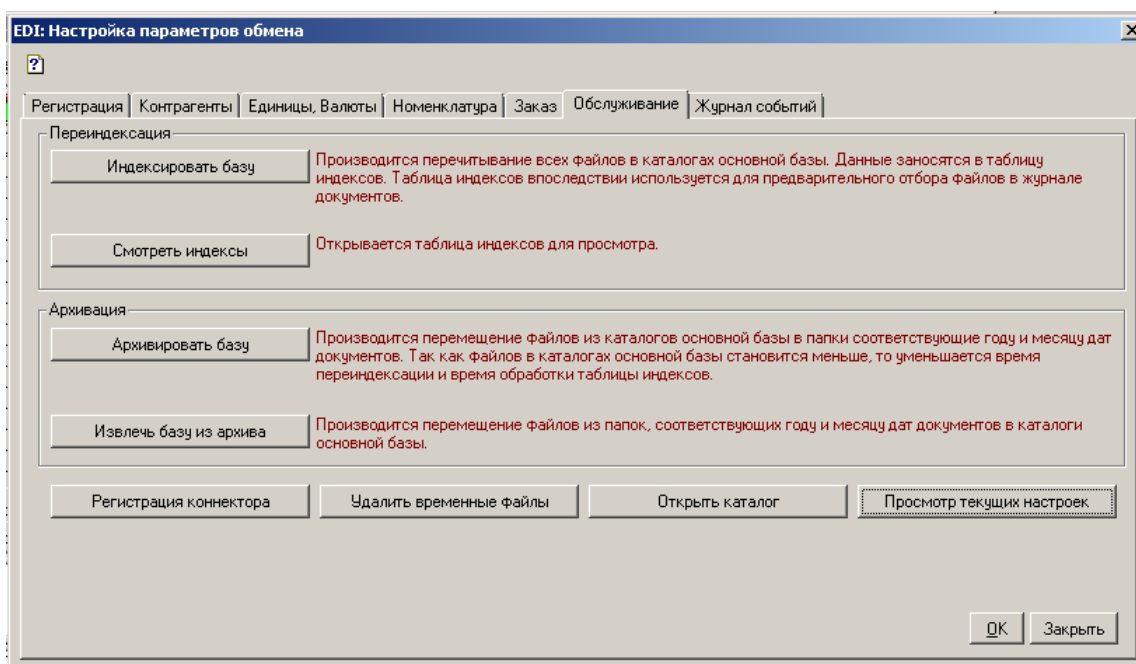 EDI: Настройка параметров обмена
Регистрация Контрагенты Единицы, Валюты Номенклатура Заказ Обслуживание Журнал событий
Переиндексация
Индексировать базу
Производится перечитывание всех файлов в каталогах основной базы. Данные заносятся в таблицу
индексов. Таблица индексов впоследствии используется для предварительного отбора файлов в журнале
документов.
Смотреть индексы
Открывается таблица индексов для просмотра.
Архивация
Архивировать базу
Производится перемещение файлов из каталогов основной базы в папки соответствующие году и месяцу дат
документов. Так как файлов в каталогах основной базы становится меньше, то уменьшается время
переиндексации и время обработки таблицы индексов.
Извлечь базу из архива
Производится перемещение файлов из папок, соответствующих году и месяцу дат документов в каталоги
основной базы.
Регистрация коннектора Удалить временные файлы Открыть каталог Просмотр текущих настроек
OK Закрыть